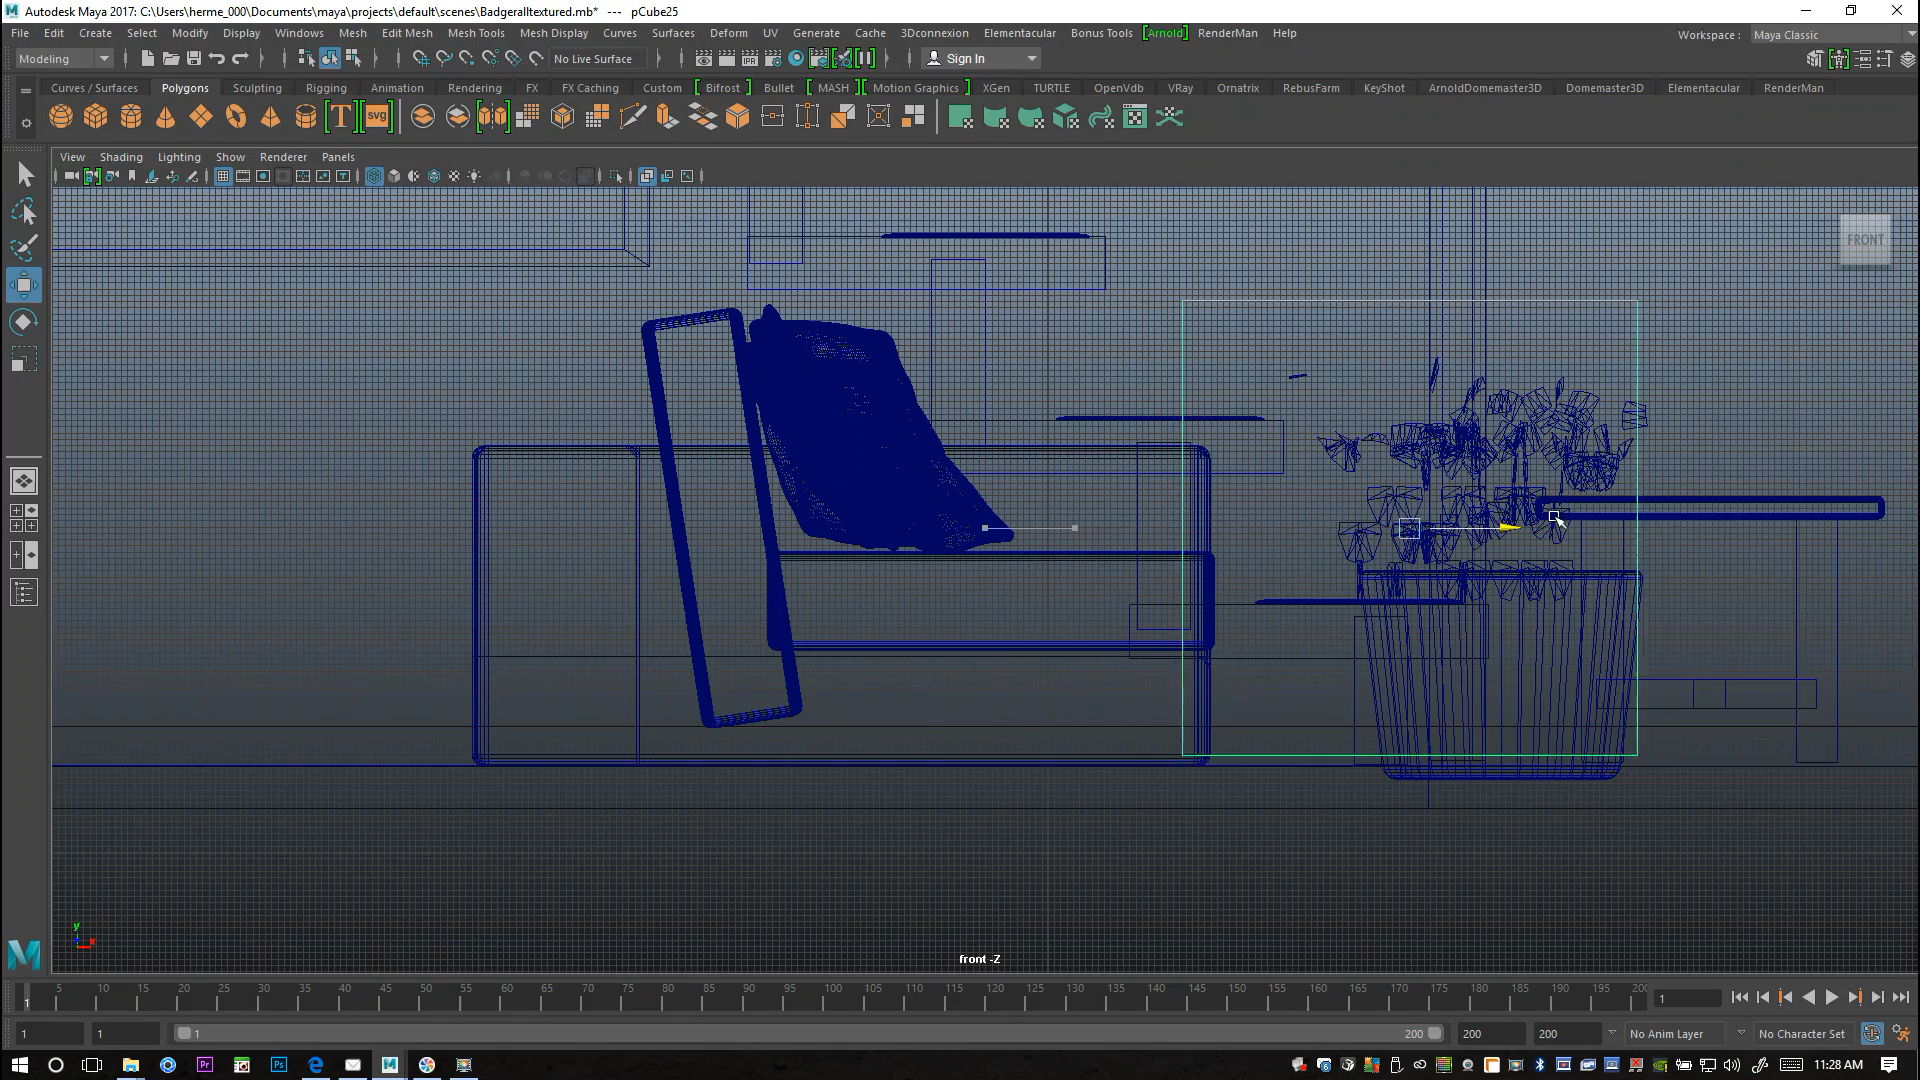 Autodesk Maya 2017: C:\Users\herme_000\Documents\maya\projects\default\scenes\Badgeralltextured.mb* --- pCube25
File Edit Create Select Modify Display Windows Mesh Edit Mesh Mesh Tools Mesh Display Curves Surfaces Deform UV Generate Cache 3Dconnexion Elementacular Bonus Tools [Arnold] RenderMan Help Workspace : Maya Classic
Modeling No Live Surface IPR Sign In
Curves / Surfaces Polygons Sculpting Rigging Animation Rendering FX FX Caching Custom Bifrost Bullet MASH Motion Graphics XGen TURTLE OpenVdb VRay Ornatrix RebusFarm KeyShot ArnoldDomemaster3D Domemaster3D Elementacular RenderMan
T svg
View Shading Lighting Show Renderer Panels
FRONT
y
x
front -Z
1 5 10 15 20 25 30 35 40 45 50 55 60 65 70 75 80 85 90 95 100 105 110 115 120 125 130 135 140 145 150 155 160 165 170 175 180 185 190 195 200 1
1 1 1 200 200 200 No Anim Layer No Character Set
Pr Ps M 11:28 AM